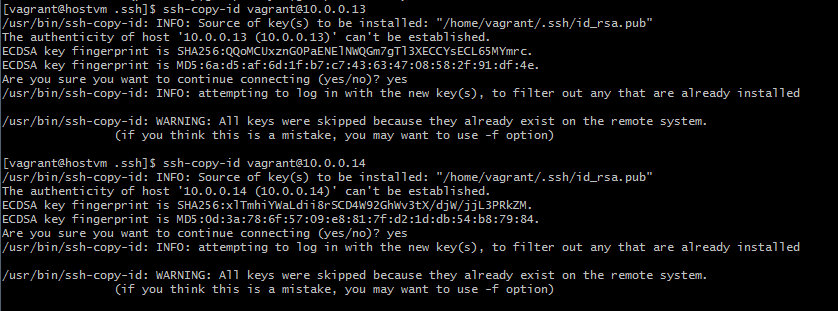 [vagrant@hostvm .ssh]$ ssh-copy-id vagrant@10.0.0.13
/usr/bin/ssh-copy-id: INFO: Source of key(s) to be installed: "/home/vagrant/.ssh/id_rsa.pub"
The authenticity of host '10.0.0.13 (10.0.0.13)' can't be established.
ECDSA key fingerprint is SHA256:QQoMCUxznGOPaENElNWQGm7gTl3XECCYsECL65MYmrc.
ECDSA key fingerprint is MD5:6a:d5:af:6d:1f:b7:c7:43:63:47:08:58:2f:91:df:4e.
Are you sure you want to continue connecting (yes/no)? yes
/usr/bin/ssh-copy-id: INFO: attempting to log in with the new key(s), to filter out any that are already installed
/usr/bin/ssh-copy-id: WARNING: All keys were skipped because they already exist on the remote system.
(if you think this is a mistake, you may want to use -f option)
[vagrant@hostvm .ssh]$ ssh-copy-id vagrant@10.0.0.14
/usr/bin/ssh-copy-id: INFO: Source of key(s) to be installed: "/home/vagrant/.ssh/id_rsa.pub"
The authenticity of host '10.0.0.14 (10.0.0.14)' can't be established.
ECDSA key fingerprint is SHA256:xlTmhiYWaLdii8rSCD4W92GhWv3tX/djW/jjL3PRkZM.
ECDSA key fingerprint is MD5:0d:3a:78:6f:57:09:e8:81:7f:d2:1d:db:54:b8:79:84.
Are you sure you want to continue connecting (yes/no)? yes
/usr/bin/ssh-copy-id: INFO: attempting to log in with the new key(s), to filter out any that are already installed
/usr/bin/ssh-copy-id: WARNING: All keys were skipped because they already exist on the remote system.
(if you think this is a mistake, you may want to use -f option)